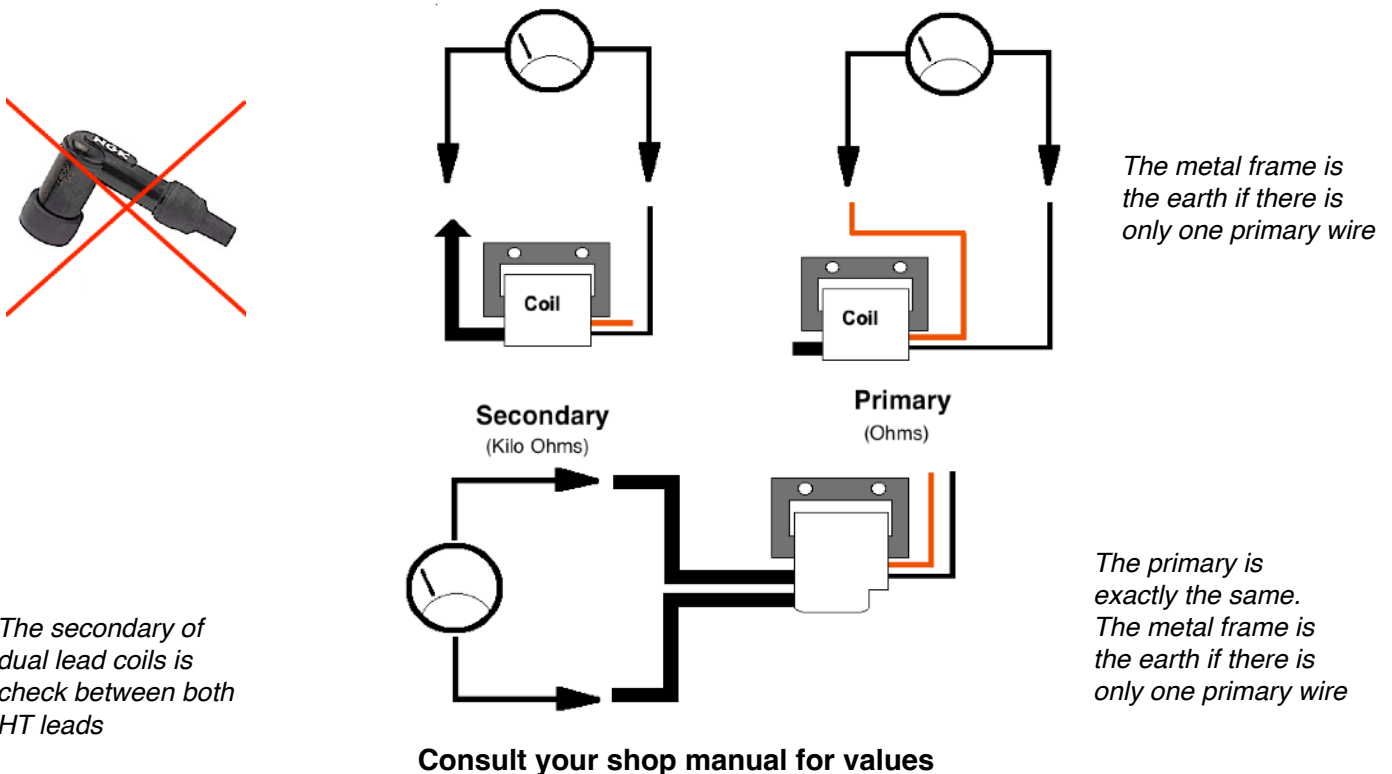 NGK
The metal frame is
the earth if there is
only one primary wire
Coil
Coil
Secondary
(Kilo Ohms)
Primary
(Ohms)
The secondary of
dual lead coils is
check between both
HT leads
The primary is
exactly the same.
The metal frame is
the earth if there is
only one primary wire
Consult your shop manual for values